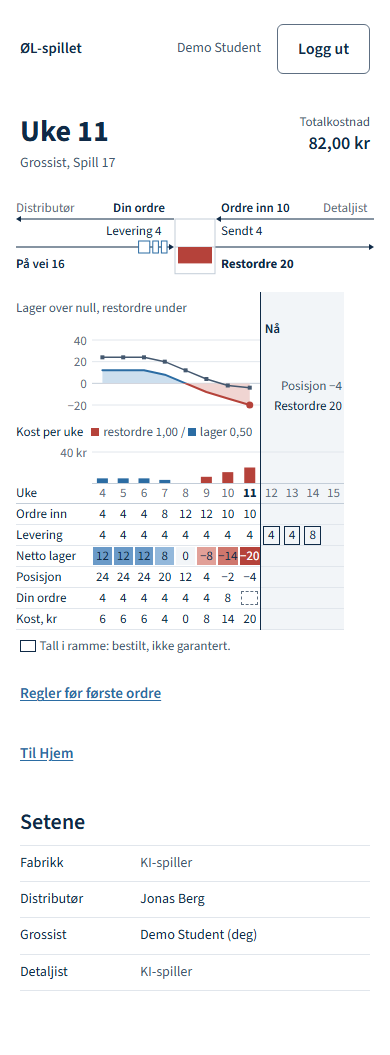 ØL-spillet Demo Student Logg ut
Uke 11 Totalkostnad
82,00 kr
Grossist, Spill 17
Distributør Din ordre Ordre inn 10 Detaljist
Levering 4 Sendt 4
På vei 16 Restordre 20
Lager over null, restordre under
Nå
40
20
0 Posisjon −4
−20 Restordre 20
Kost per uke restordre 1,00 / lager 0,50
40 kr
Uke 4 5 6 7 8 9 10 11 12 13 14 15
Ordre inn 4 4 4 8 12 12 10 10
Levering 4 4 4 4 4 4 4 4 4 4 8
Netto lager 12 12 12 8 0 −8 −14 −20
Posisjon 24 24 24 20 12 4 −2 −4
Din ordre 4 4 4 4 4 4 8
Kost, kr 6 6 6 4 0 8 14 20
Tall i ramme: bestilt, ikke garantert.
Regler før første ordre
Til Hjem
Setene
Fabrikk KI-spiller
Distributør Jonas Berg
Grossist Demo Student (deg)
Detaljist KI-spiller